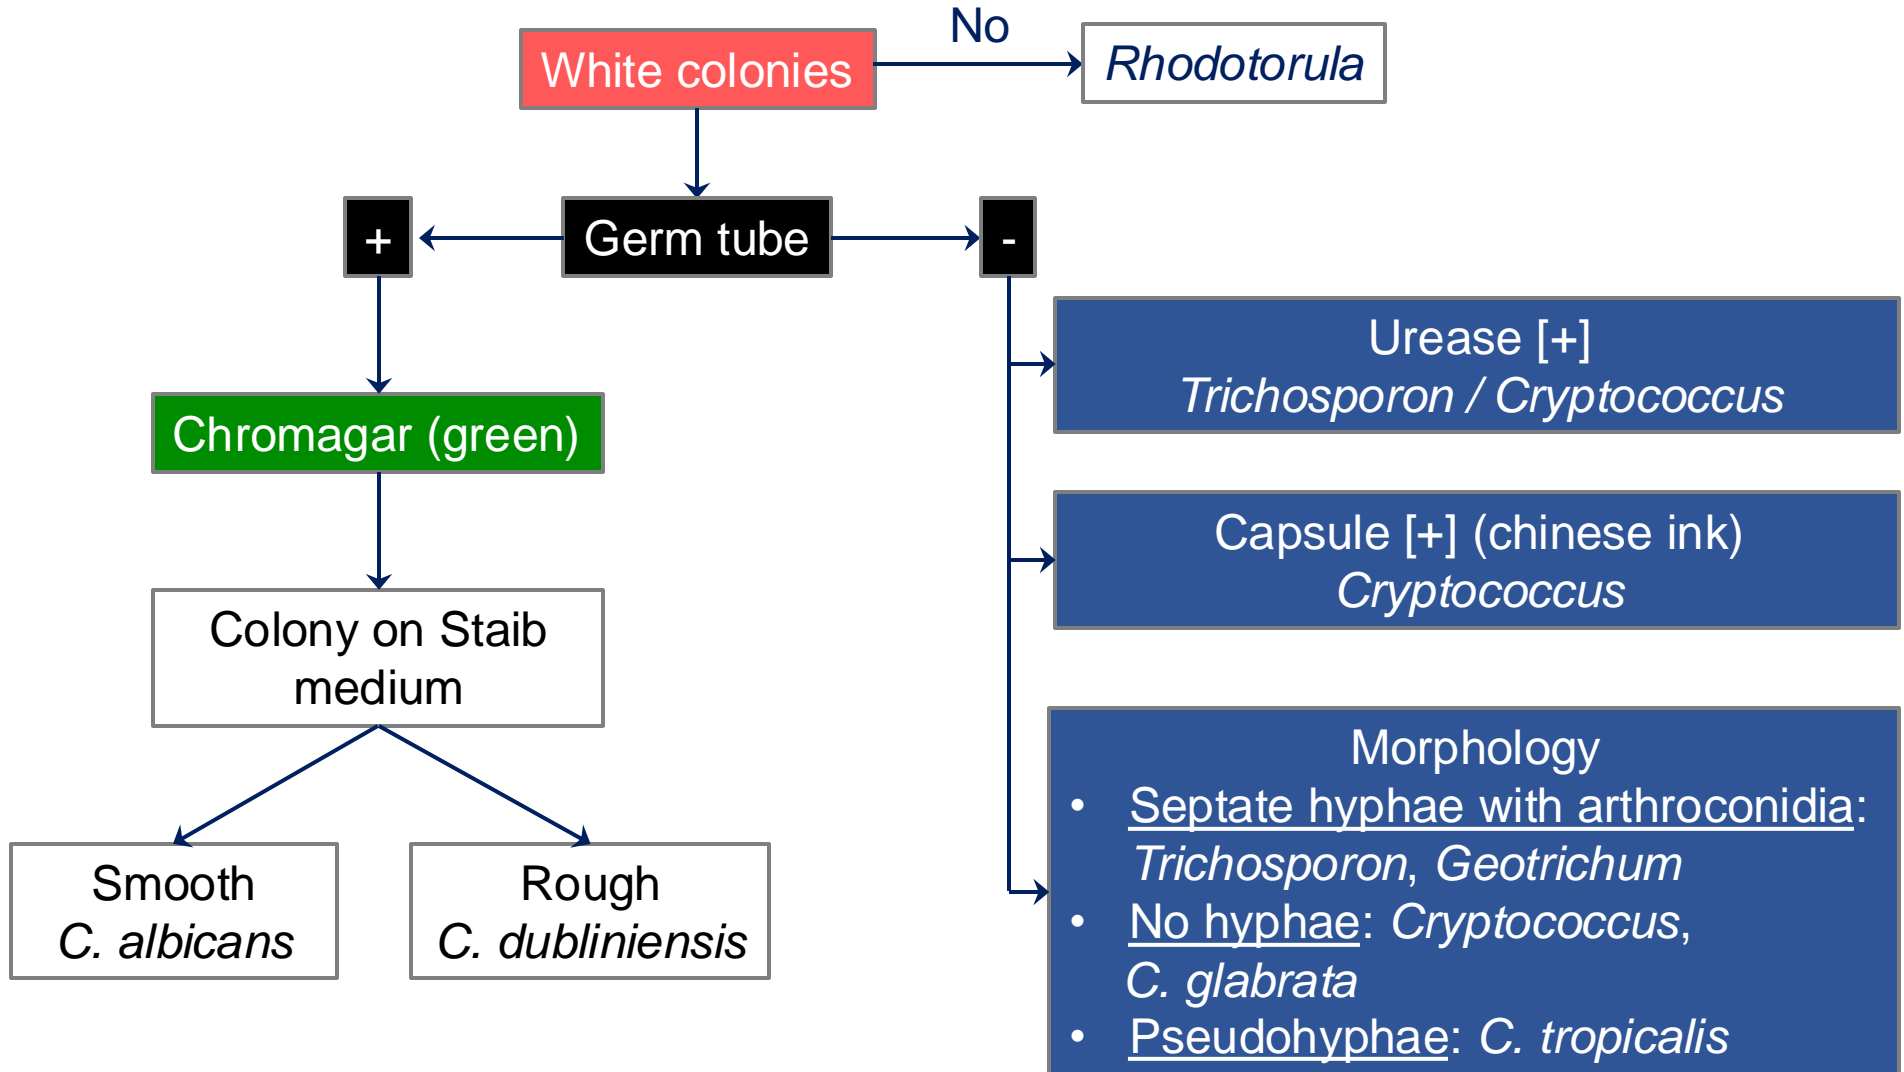 No
White colonies
Rhodotorula
+
Germ tube
-
Urease [+]
Trichosporon / Cryptococcus
Chromagar (green)
Capsule [+] (chinese ink)
Cryptococcus
Colony on Staib
medium
Smooth
C. albicans
Rough
C. dubliniensis
Morphology
• Septate hyphae with arthroconidia:
Trichosporon, Geotrichum
• No hyphae: Cryptococcus,
C. glabrata
• Pseudohyphae: C. tropicalis